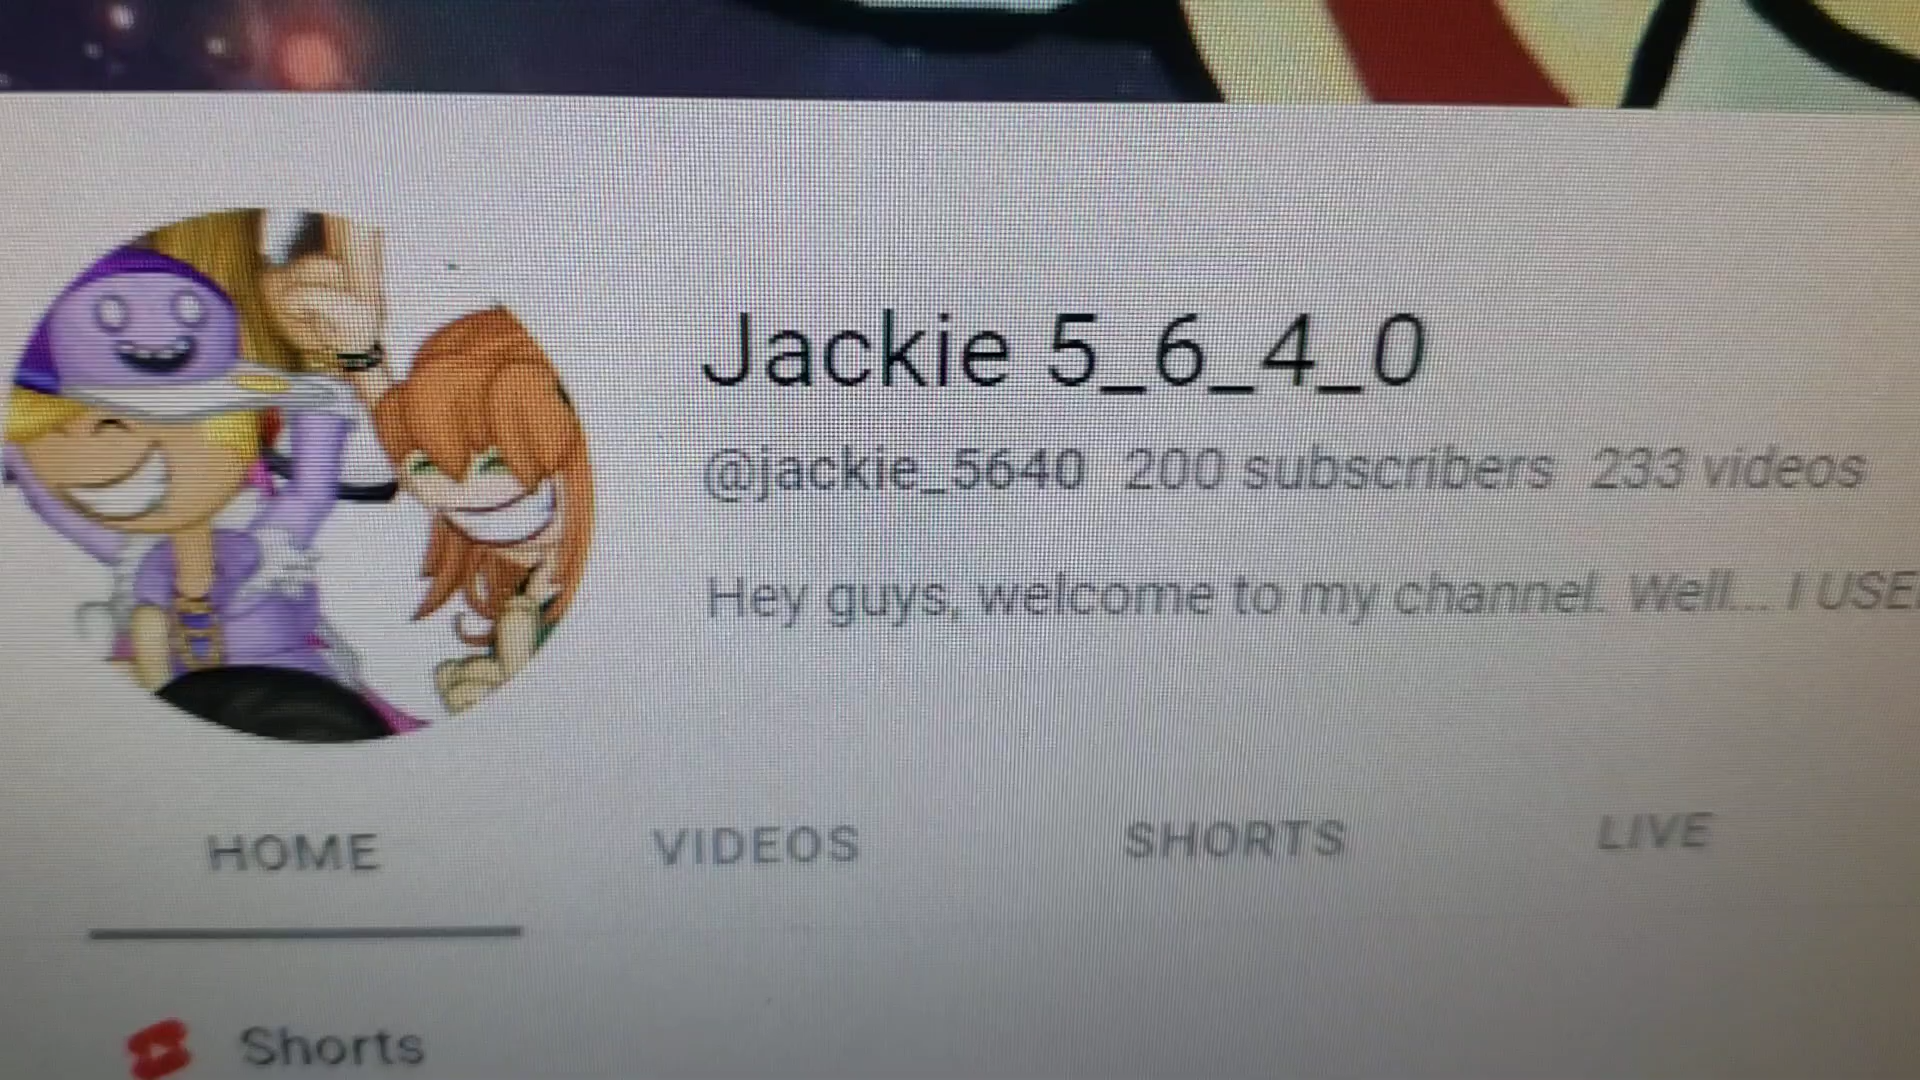 Jackie 5_6_4_0
@jackie_5640 200 subscribers 233 videos
Hey guys, welcome to my channel. Well... I USE
HOME VIDEOS SHORTS LIVE
Shorts